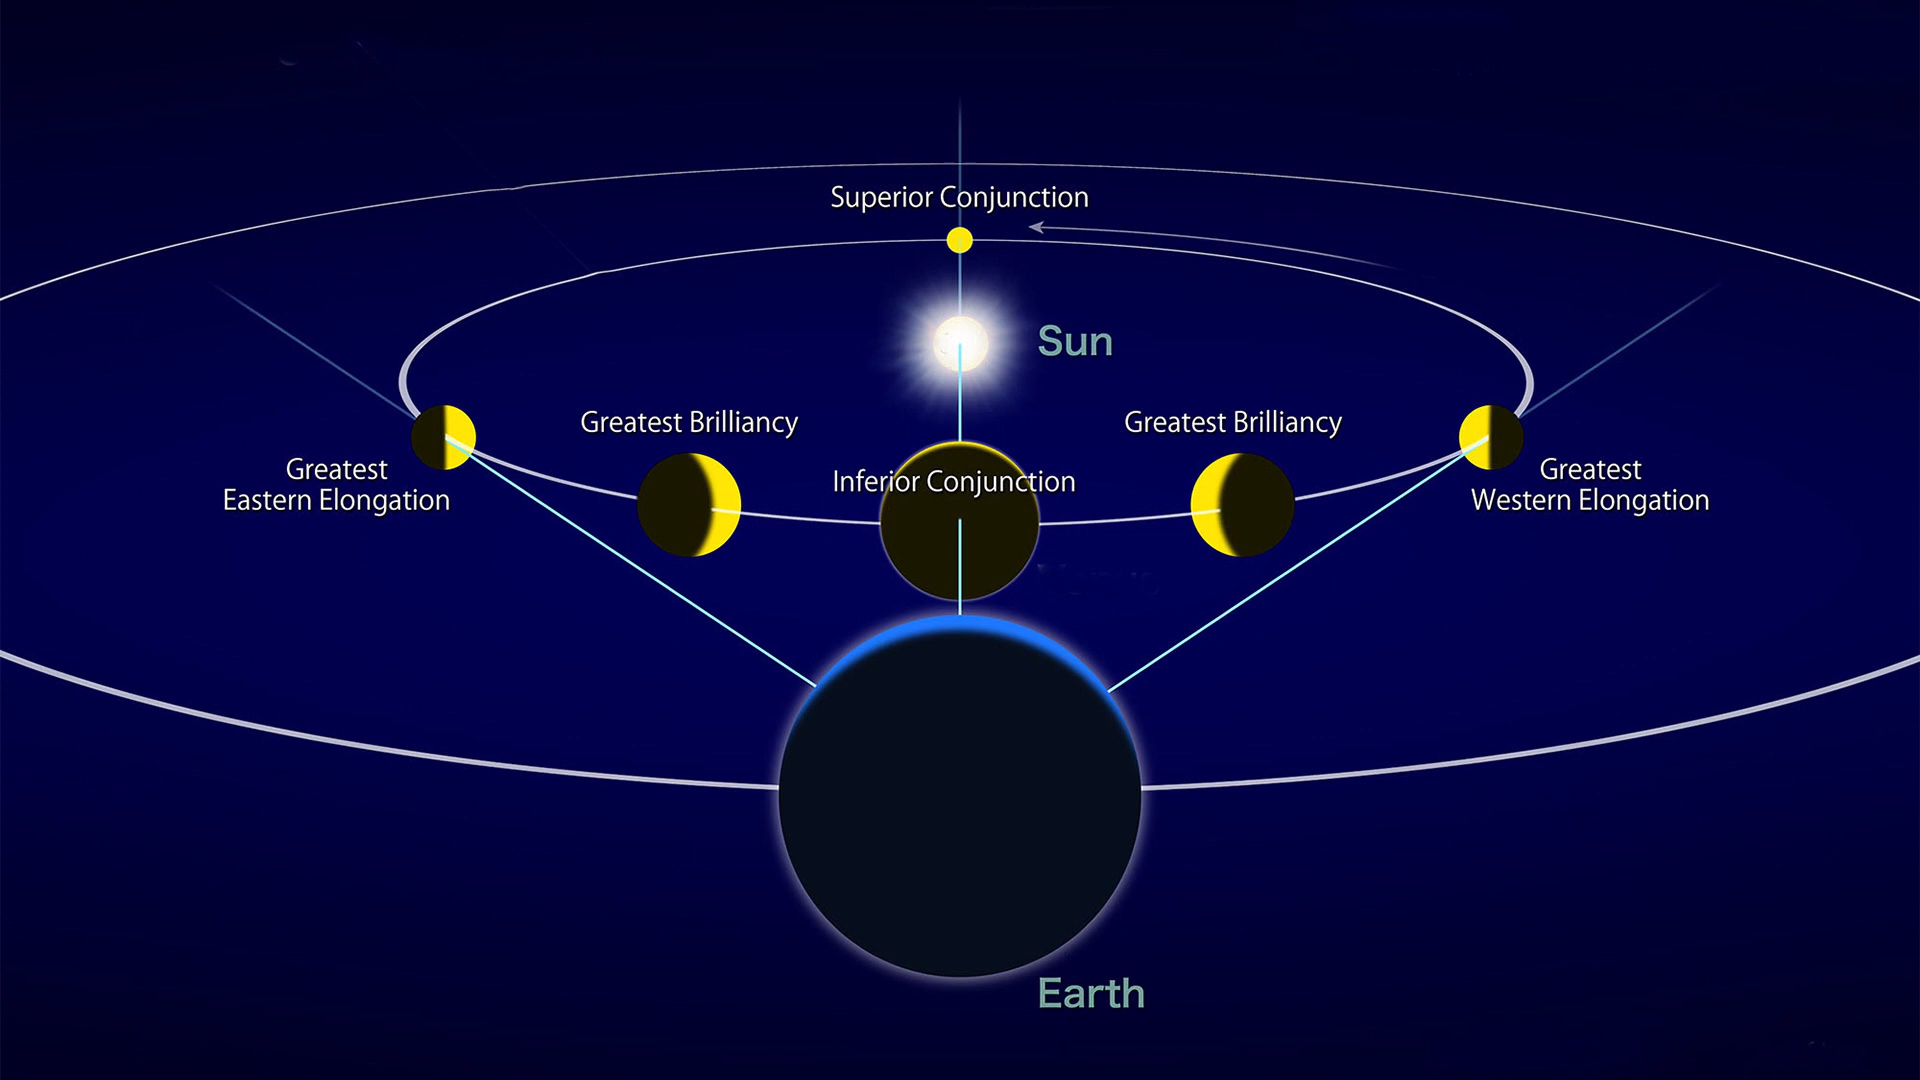 Superior Conjunction
Sun
Greatest Brilliancy
Greatest Brilliancy
Greatest
Eastern Elongation
Inferior Conjunction
Greatest
Western Elongation
Earth